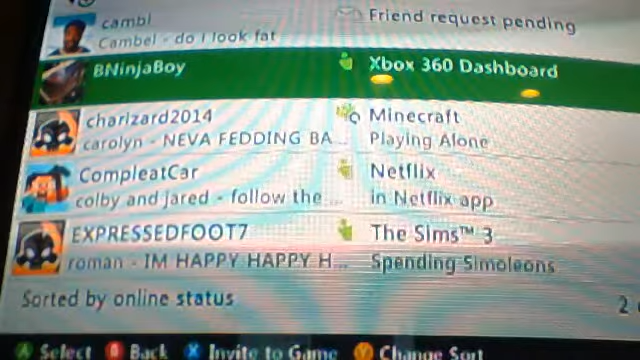 cambl
Friend request pending
Cambel - do I look fat
BNinjaBoy
Xbox 360 Dashboard
charizard2014
Minecraft
carolyn - NEVA FEDDING BA...
Playing Alone
CompleatCar
Netflix
colby and jared - follow the ...
in Netflix app
EXPRESSEDFOOT7
The Sims™ 3
roman - IM HAPPY HAPPY H...
Spending Simoleons
Sorted by online status
2
A Select B Back X Invite to Game Y Change Sort